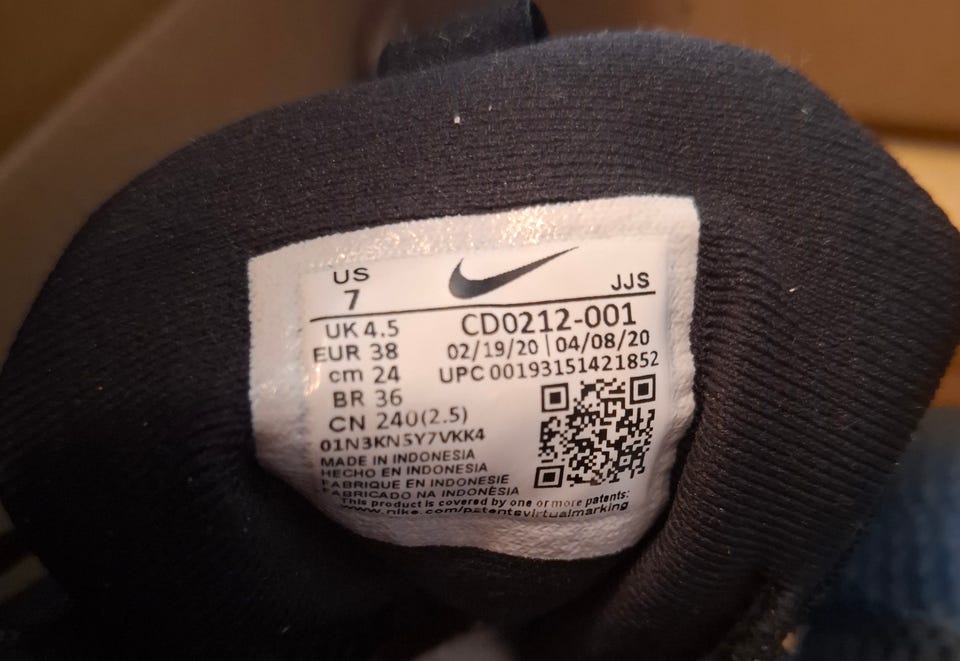 US
7
JJS
UK 4.5
EUR 38
cm 24
BR 36
CN 240(2.5)
CD0212-001
02/19/20 | 04/08/20
UPC 00193151421852
01N3KN5Y7VKK4
MADE IN INDONESIA
HECHO EN INDONESIA
FABRIQUE EN INDONESIE
FABRICADO NA INDONÉSIA
This product is covered by one or more patents:
www.nike.com/patentsvirtualmarking